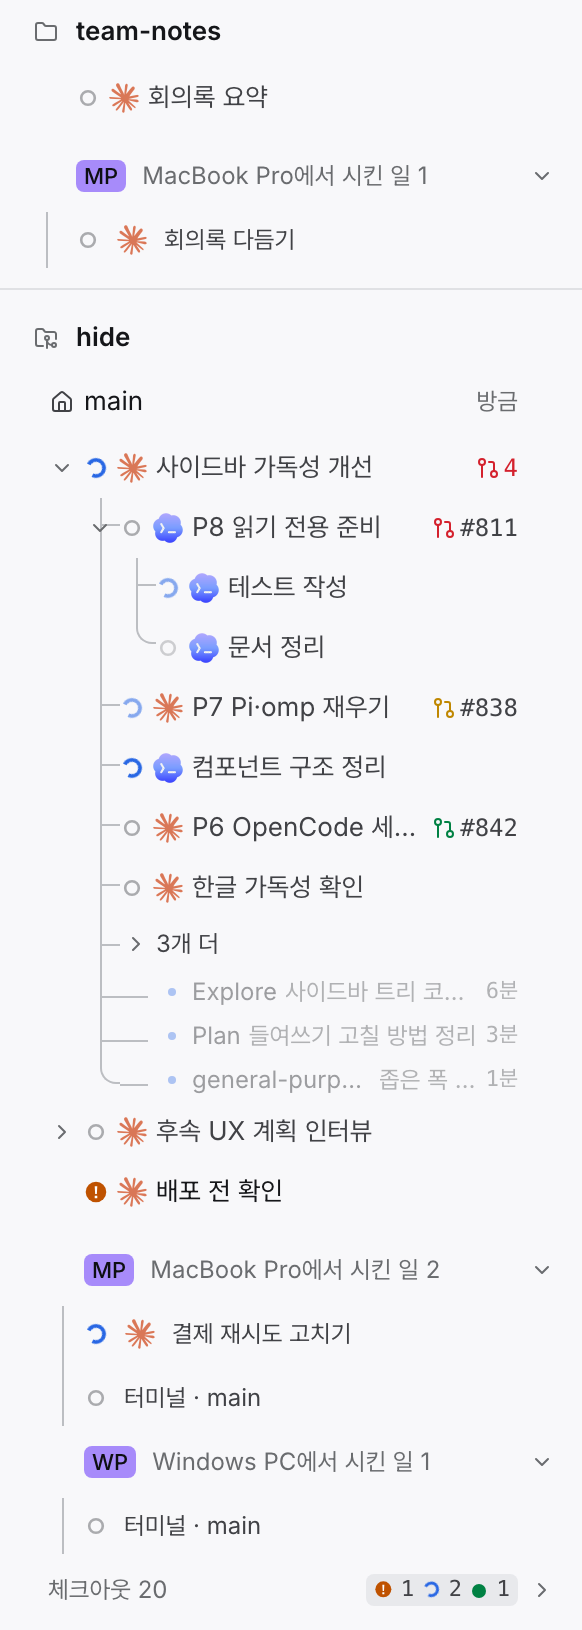 team-notes
회의록 요약
MP MacBook Pro에서 시킨 일 1
회의록 다듬기
hide
main 방금
사이드바 가독성 개선 4
P8 읽기 전용 준비 #811
테스트 작성
문서 정리
P7 Pi·omp 재우기 #838
컴포넌트 구조 정리
P6 OpenCode 세... #842
한글 가독성 확인
3개 더
Explore 사이드바 트리 코... 6분
Plan 들여쓰기 고칠 방법 정리 3분
general-purp... 좁은 폭 ... 1분
후속 UX 계획 인터뷰
배포 전 확인
MP MacBook Pro에서 시킨 일 2
결제 재시도 고치기
터미널 · main
WP Windows PC에서 시킨 일 1
터미널 · main
체크아웃 20 1 2 1